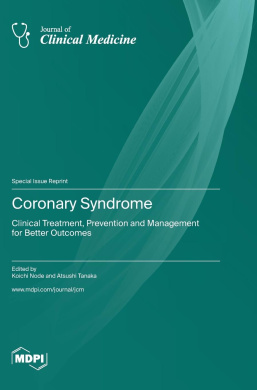 Journal of
Clinical Medicine
Special Issue Reprint
Coronary Syndrome
Clinical Treatment, Prevention and Management
for Better Outcomes
Edited by
Koichi Node and Atsushi Tanaka
www.mdpi.com/journal/jcm
MDPI